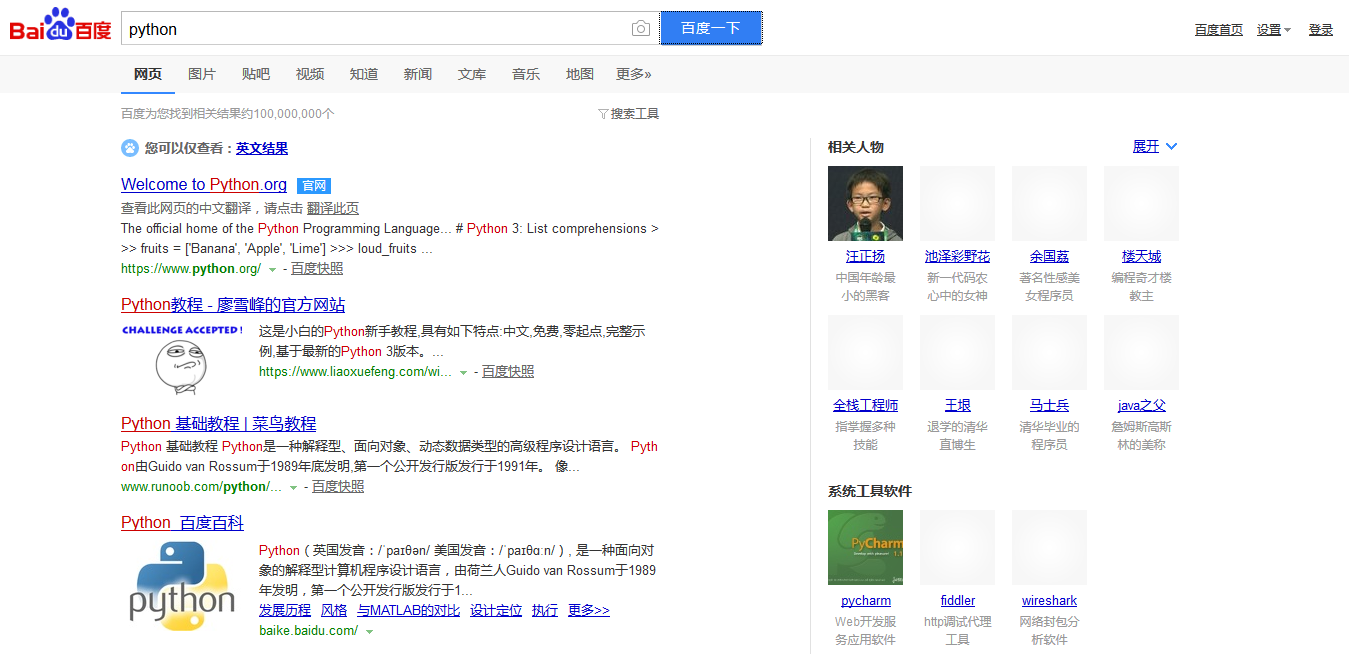 Baidu百度
python
百度一下
百度首页 设置 登录
网页 图片 贴吧 视频 知道 新闻 文库 音乐 地图 更多»
百度为您找到相关结果约100,000,000个
搜索工具
您可以仅查看：英文结果
Welcome to Python.org 官网
查看此网页的中文翻译，请点击 翻译此页
The official home of the Python Programming Language... # Python 3: List comprehensions >
>> fruits = ['Banana', 'Apple', 'Lime'] >>> loud_fruits ...
https://www.python.org/ - 百度快照
Python教程 - 廖雪峰的官方网站
CHALLENGE ACCEPTED!
这是小白的Python新手教程,具有如下特点:中文,免费,零起点,完整示
例,基于最新的Python 3版本。...
https://www.liaoxuefeng.com/wi... - 百度快照
Python 基础教程 | 菜鸟教程
Python 基础教程 Python是一种解释型、面向对象、动态数据类型的高级程序设计语言。 Pyth
on由Guido van Rossum于1989年底发明,第一个公开发行版发行于1991年。 像...
www.runoob.com/python/... - 百度快照
Python_百度百科
python
Python（英国发音：/ˈpaɪθən/ 美国发音：/ˈpaɪθɑːn/）, 是一种面向对
象的解释型计算机程序设计语言，由荷兰人Guido van Rossum于1989
年发明，第一个公开发行版发行于1...
发展历程 风格 与MATLAB的对比 设计定位 执行 更多>>
baike.baidu.com/
相关人物 展开
汪正扬 池泽彩野花 余国荔 楼天城
中国年龄最 新一代码农 著名性感美 编程奇才楼
小的黑客 心中的女神 女程序员 教主
全栈工程师 王垠 马士兵 java之父
指掌握多种 退学的清华 清华毕业的 詹姆斯高斯
技能 直博生 程序员 林的美称
系统工具软件
PyCharm
pycharm fiddler wireshark
Web开发服 http调试代理 网络封包分
务应用软件 工具 析软件